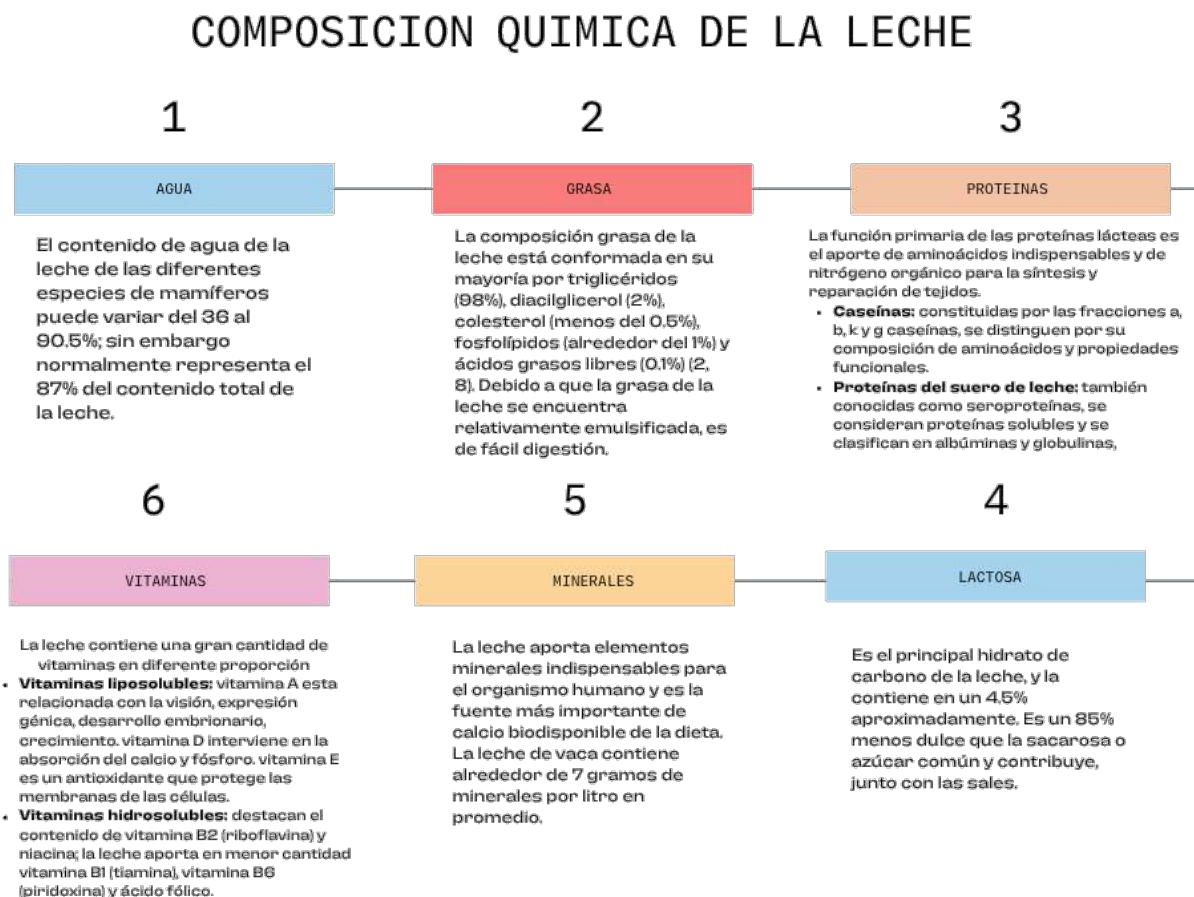 COMPOSICION QUIMICA DE LA LECHE
1
AGUA
El contenido de agua de la
leche de las diferentes
especies de mamíferos
puede variar del 36 al
90.5%; sin embargo
normalmente representa el
87% del contenido total de
la leche.
2
GRASA
La composición grasa de la
leche está conformada en su
mayoría por triglicéridos
(98%), diacilglicerol (2%),
colesterol (menos del 0.5%),
fosfolípidos (alrededor del 1%) y
ácidos grasos libres (0.1%) (2,
8). Debido a que la grasa de la
leche se encuentra
relativamente emulsificada, es
de fácil digestión.
3
PROTEINAS
La función primaria de las proteínas lácteas es
el aporte de aminoácidos indispensables y de
nitrógeno orgánico para la síntesis y
reparación de tejidos.
• Caseínas: constituidas por las fracciones a,
b, k y g caseínas, se distinguen por su
composición de aminoácidos y propiedades
funcionales.
• Proteínas del suero de leche: también
conocidas como seroproteínas, se
consideran proteínas solubles y se
clasifican en albúminas y globulinas,
6
VITAMINAS
La leche contiene una gran cantidad de
vitaminas en diferente proporción
• Vitaminas liposolubles: vitamina A esta
relacionada con la visión, expresión
génica, desarrollo embrionario,
crecimiento. vitamina D interviene en la
absorción del calcio y fósforo. vitamina E
es un antioxidante que protege las
membranas de las células.
• Vitaminas hidrosolubles: destacan el
contenido de vitamina B2 (riboflavina) y
niacina; la leche aporta en menor cantidad
vitamina B1 (tiamina), vitamina B6
(piridoxina) y ácido fólico.
5
MINERALES
La leche aporta elementos
minerales indispensables para
el organismo humano y es la
fuente más importante de
calcio biodisponible de la dieta.
La leche de vaca contiene
alrededor de 7 gramos de
minerales por litro en
promedio.
4
LACTOSA
Es el principal hidrato de
carbono de la leche, y la
contiene en un 4,5%
aproximadamente. Es un 85%
menos dulce que la sacarosa o
azúcar común y contribuye,
junto con las sales.